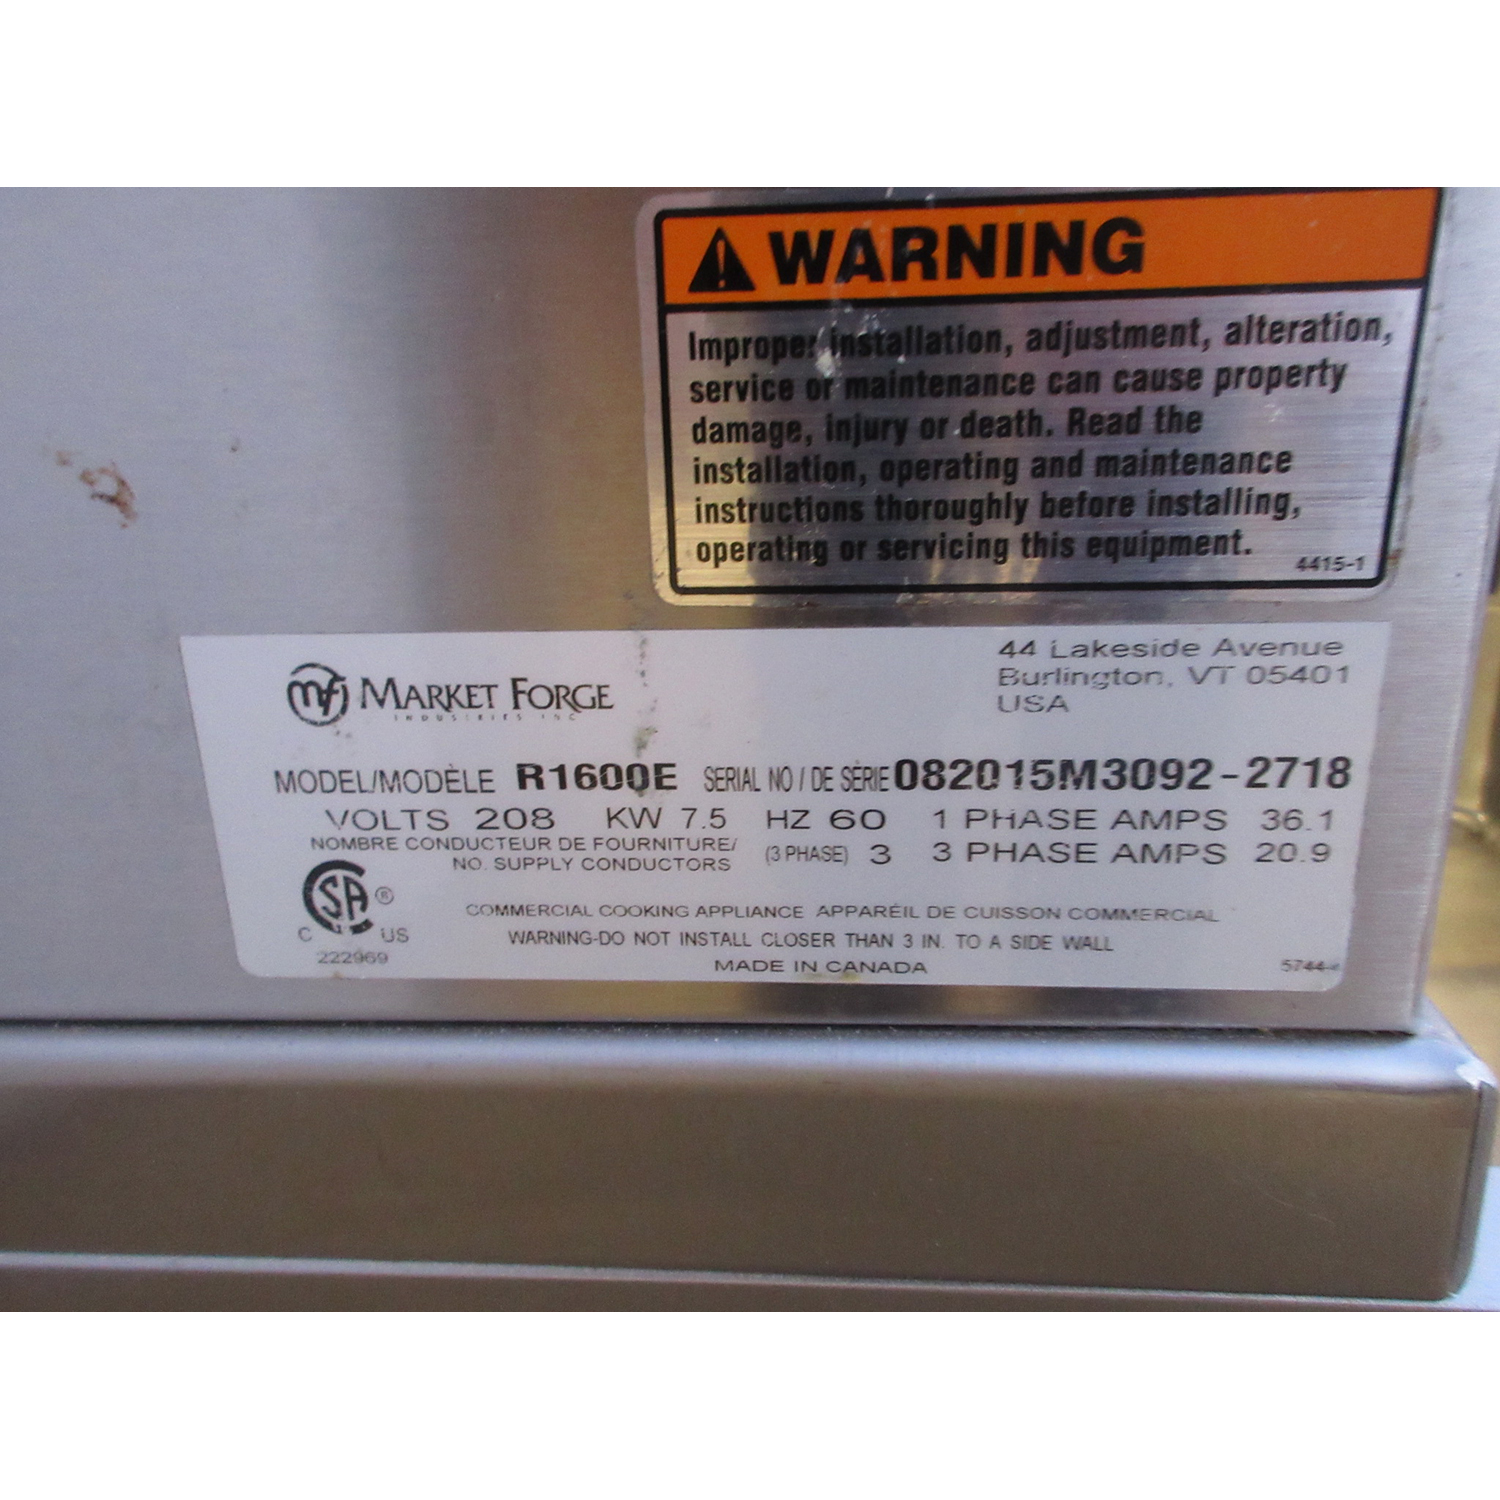 WARNING
Improper installation, adjustment, alteration,
service or maintenance can cause property
damage, injury or death. Read the
installation, operating and maintenance
instructions thoroughly before installing,
operating or servicing this equipment.
4415-1
mf MARKET FORGE
INDUSTRIES INC
44 Lakeside Avenue
Burlington, VT 05401
USA
MODEL/MODÈLE R1600E SERIAL NO / DE SÉRIE 082015M3092-2718
VOLTS 208 KW 7.5 HZ 60 1 PHASE AMPS 36.1
NOMBRE CONDUCTEUR DE FOURNITURE/
NO. SUPPLY CONDUCTORS (3 PHASE) 3 3 PHASE AMPS 20.9
SA ®
C US
222969
COMMERCIAL COOKING APPLIANCE APPARÉIL DE CUISSON COMMERCIAL
WARNING-DO NOT INSTALL CLOSER THAN 3 IN. TO A SIDE WALL
MADE IN CANADA